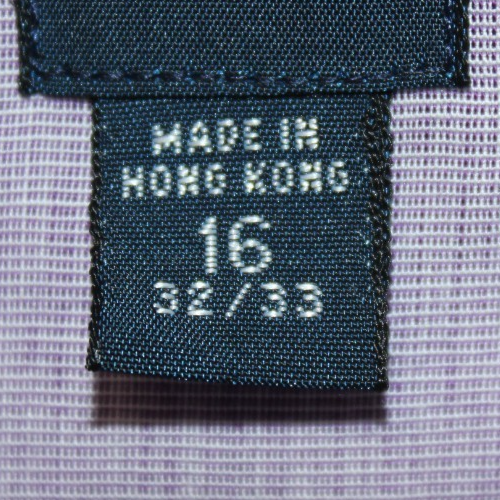 MADE IN
HONG KONG
16
32/33